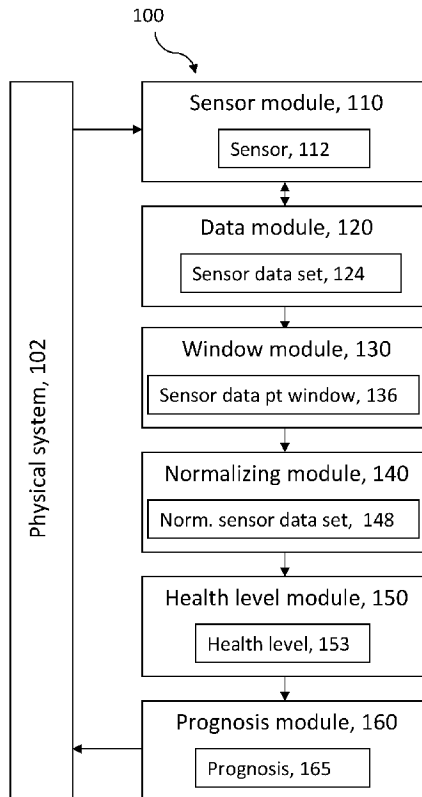 100
Physical system, 102
Sensor module, 110
Sensor, 112
Data module, 120
Sensor data set, 124
Window module, 130
Sensor data pt window, 136
Normalizing module, 140
Norm. sensor data set, 148
Health level module, 150
Health level, 153
Prognosis module, 160
Prognosis, 165